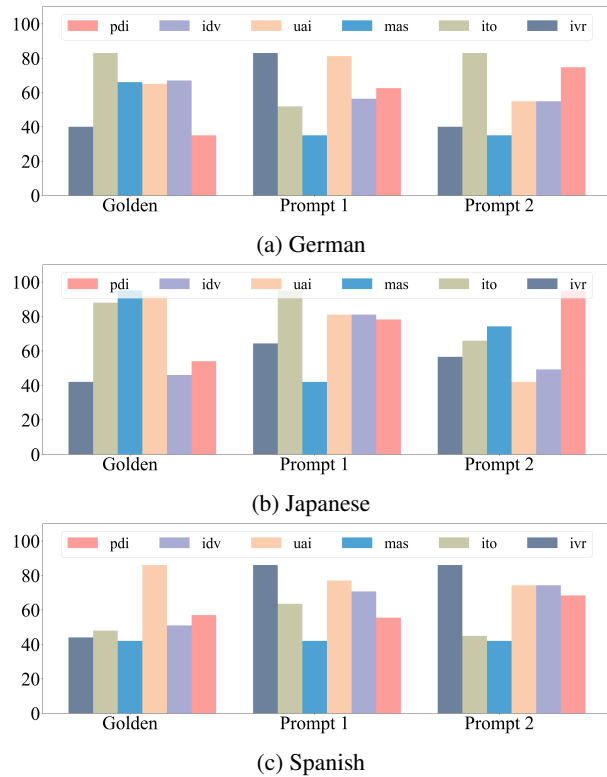 100
pdi idv uai mas ito ivr
80
60
40
20
0
Golden Prompt 1 Prompt 2
(a) German
100
pdi idv uai mas ito ivr
80
60
40
20
0
Golden Prompt 1 Prompt 2
(b) Japanese
100
pdi idv uai mas ito ivr
80
60
40
20
0
Golden Prompt 1 Prompt 2
(c) Spanish